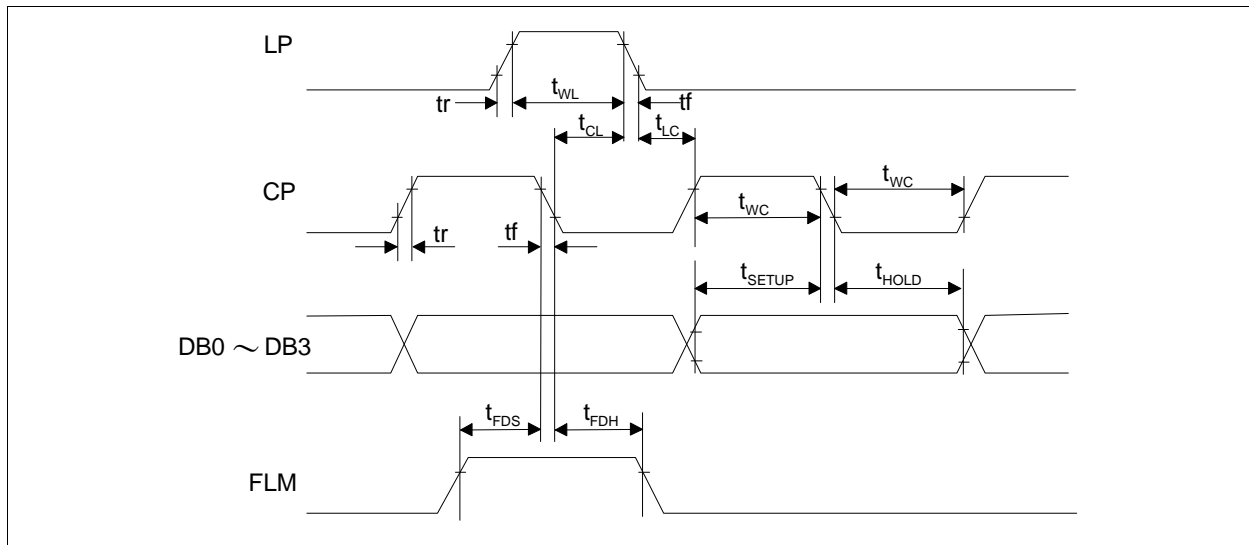 LP
tr
tWL
tf
tCL
tLC
CP
tWC
tWC
tr
tf
tSETUP
tHOLD
DB0 ～ DB3
tFDS
tFDH
FLM